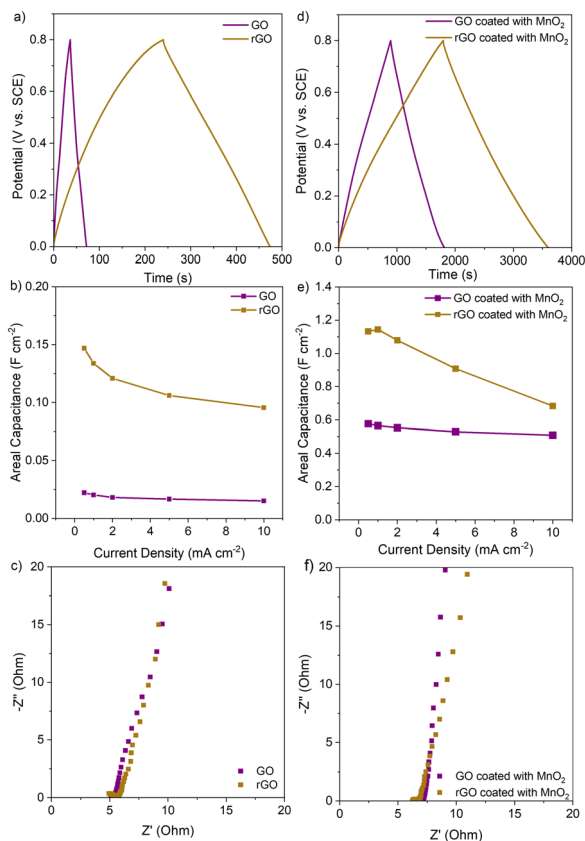 a)
GO
rGO
Potential (V vs. SCE)
0.8
0.6
0.4
0.2
0.0
0 100 200 300 400 500
Time (s)
d)
GO coated with MnO₂
rGO coated with MnO₂
Potential (V vs. SCE)
0.8
0.6
0.4
0.2
0.0
0 1000 2000 3000 4000
Time (s)
b)
GO
rGO
Areal Capacitance (F cm⁻²)
0.20
0.15
0.10
0.05
0.00
0 2 4 6 8 10
Current Density (mA cm⁻²)
e)
GO coated with MnO₂
rGO coated with MnO₂
Areal Capacitance (F cm⁻²)
1.4
1.2
1.0
0.8
0.6
0.4
0.2
0.0
0 2 4 6 8 10
Current Density (mA cm⁻²)
c)
-Z" (Ohm)
20
15
10
5
0
GO
rGO
0 5 10 15 20
Z' (Ohm)
f)
-Z" (Ohm)
20
15
10
5
0
GO coated with MnO₂
rGO coated with MnO₂
0 5 10 15 20
Z' (Ohm)